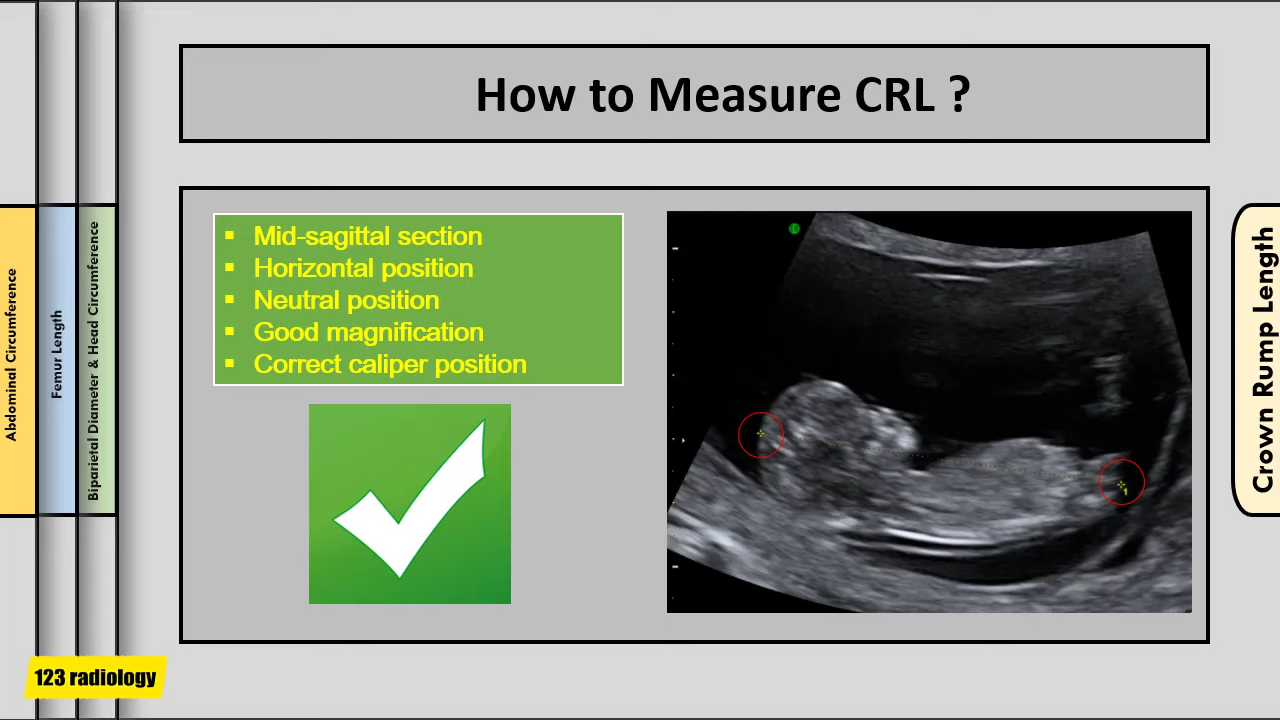 How to Measure CRL ?
Mid-sagittal section
Horizontal position
Neutral position
Good magnification
Correct caliper position
Abdominal Circumference
Femur Length
Biparietal Diameter & Head Circumference
Crown Rump Length
123 radiology
1